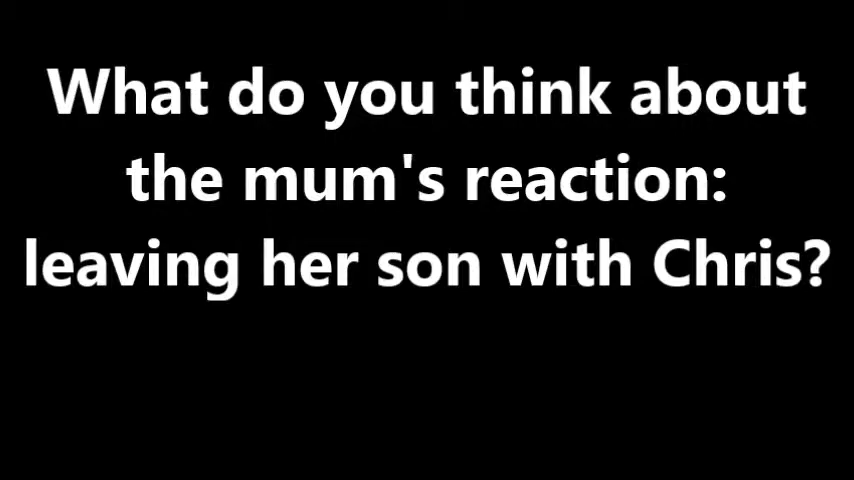 What do you think about
the mum's reaction:
leaving her son with Chris?